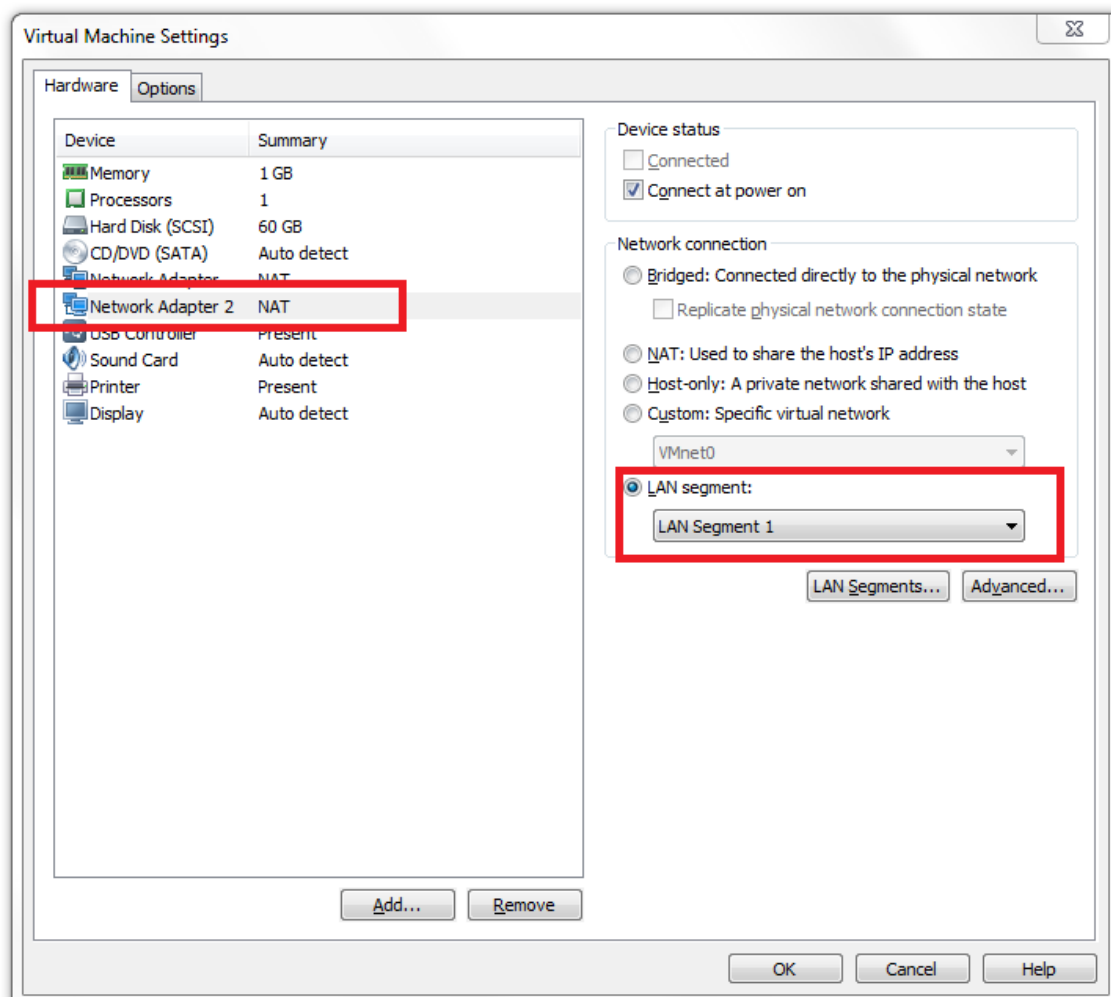 Virtual Machine Settings
Hardware
Options
Device Summary
Memory 1 GB
Processors 1
Hard Disk (SCSI) 60 GB
CD/DVD (SATA) Auto detect
Network Adapter NAT
Network Adapter 2 NAT
USB Controller Present
Sound Card Auto detect
Printer Present
Display Auto detect
Add... Remove
Device status
Connected
Connect at power on
Network connection
Bridged: Connected directly to the physical network
Replicate physical network connection state
NAT: Used to share the host's IP address
Host-only: A private network shared with the host
Custom: Specific virtual network
VMnet0
LAN segment:
LAN Segment 1
LAN Segments... Advanced...
OK Cancel Help